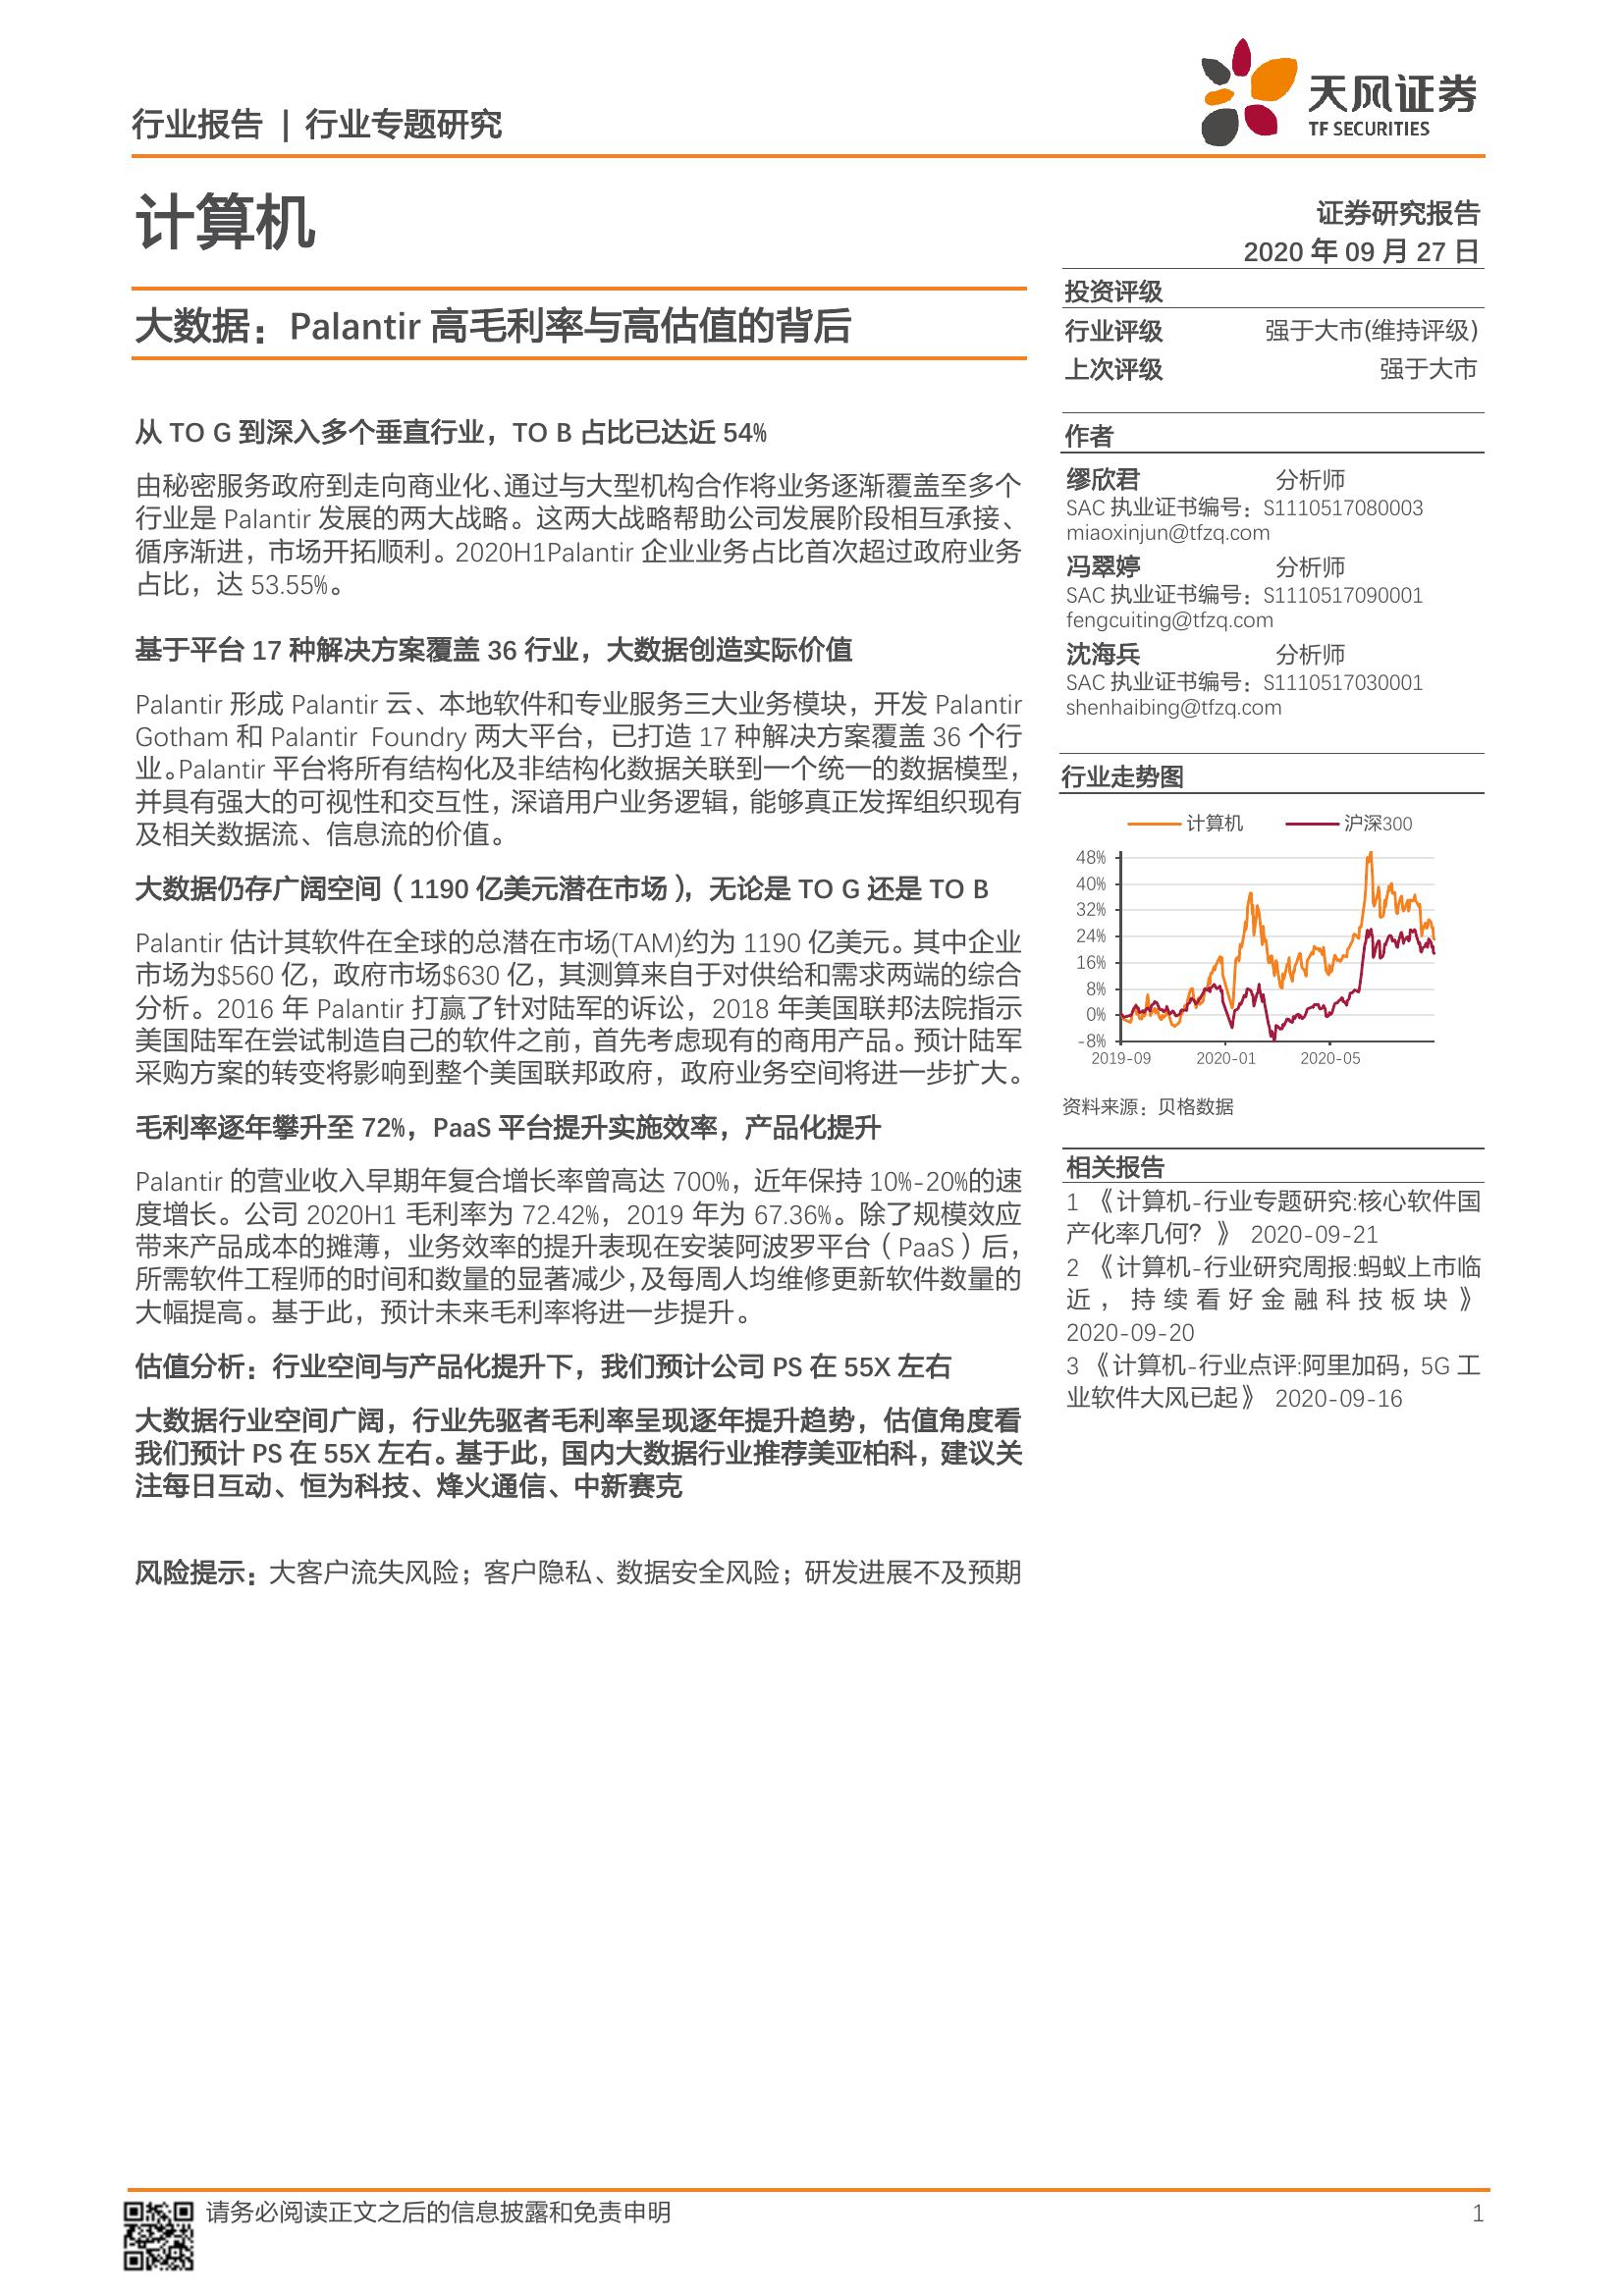 行业报告 | 行业专题研究
天风证券
TF SECURITIES
计算机
大数据：Palantir 高毛利率与高估值的背后
从 TO G 到深入多个垂直行业，TO B 占比已达近 54%
由秘密服务政府到走向商业化、通过与大型机构合作将业务逐渐覆盖至多个
行业是 Palantir 发展的两大战略。这两大战略帮助公司发展阶段相互承接、
循序渐进，市场开拓顺利。2020H1Palantir 企业业务占比首次超过政府业务
占比，达 53.55%。
基于平台 17 种解决方案覆盖 36 行业，大数据创造实际价值
Palantir 形成 Palantir 云、本地软件和专业服务三大业务模块，开发 Palantir
Gotham 和 Palantir Foundry 两大平台，已打造 17 种解决方案覆盖 36 个行
业。Palantir 平台将所有结构化及非结构化数据关联到一个统一的数据模型，
并具有强大的可视性和交互性，深谙用户业务逻辑，能够真正发挥组织现有
及相关数据流、信息流的价值。
大数据仍存广阔空间（1190 亿美元潜在市场），无论是 TO G 还是 TO B
Palantir 估计其软件在全球的总潜在市场(TAM)约为 1190 亿美元。其中企业
市场为$560 亿，政府市场$630 亿，其测算来自于对供给和需求两端的综合
分析。2016 年 Palantir 打赢了针对陆军的诉讼，2018 年美国联邦法院指示
美国陆军在尝试制造自己的软件之前，首先考虑现有的商用产品。预计陆军
采购方案的转变将影响到整个美国联邦政府，政府业务空间将进一步扩大。
毛利率逐年攀升至 72%，PaaS 平台提升实施效率，产品化提升
Palantir 的营业收入早期年复合增长率曾高达 700%，近年保持 10%-20%的速
度增长。公司 2020H1 毛利率为 72.42%，2019 年为 67.36%。除了规模效应
带来产品成本的摊薄，业务效率的提升表现在安装阿波罗平台（PaaS）后，
所需软件工程师的时间和数量的显著减少，及每周人均维修更新软件数量的
大幅提高。基于此，预计未来毛利率将进一步提升。
估值分析：行业空间与产品化提升下，我们预计公司 PS 在 55X 左右
大数据行业空间广阔，行业先驱者毛利率呈现逐年提升趋势，估值角度看
我们预计 PS 在 55X 左右。基于此，国内大数据行业推荐美亚柏科，建议关
注每日互动、恒为科技、烽火通信、中新赛克
风险提示：大客户流失风险；客户隐私、数据安全风险；研发进展不及预期
证券研究报告
2020 年 09 月 27 日
投资评级
行业评级 强于大市(维持评级)
上次评级 强于大市
作者
缪欣君 分析师
SAC 执业证书编号：S1110517080003
miaoxinjun@tfzq.com
冯翠婷 分析师
SAC 执业证书编号：S1110517090001
fengcuiting@tfzq.com
沈海兵 分析师
SAC 执业证书编号：S1110517030001
shenhaibing@tfzq.com
行业走势图
计算机 沪深300
48%
40%
32%
24%
16%
8%
0%
-8%
2019-09 2020-01 2020-05
资料来源：贝格数据
相关报告
1 《计算机-行业专题研究:核心软件国
产化率几何？》 2020-09-21
2 《计算机-行业研究周报:蚂蚁上市临
近，持续看好金融科技板块》
2020-09-20
3 《计算机-行业点评:阿里加码，5G 工
业软件大风已起》 2020-09-16
请务必阅读正文之后的信息披露和免责申明 1